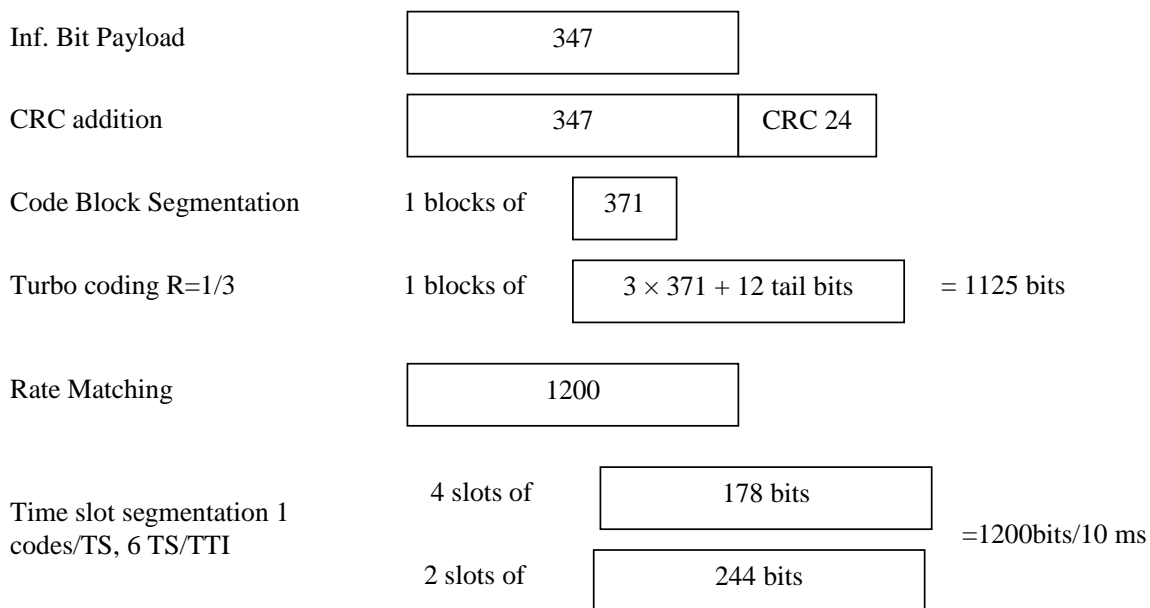 Inf. Bit Payload 347
CRC addition 347 CRC 24
Code Block Segmentation 1 blocks of 371
Turbo coding R=1/3 1 blocks of 3 × 371 + 12 tail bits = 1125 bits
Rate Matching 1200
4 slots of 178 bits
Time slot segmentation 1
codes/TS, 6 TS/TTI =1200bits/10 ms
2 slots of 244 bits